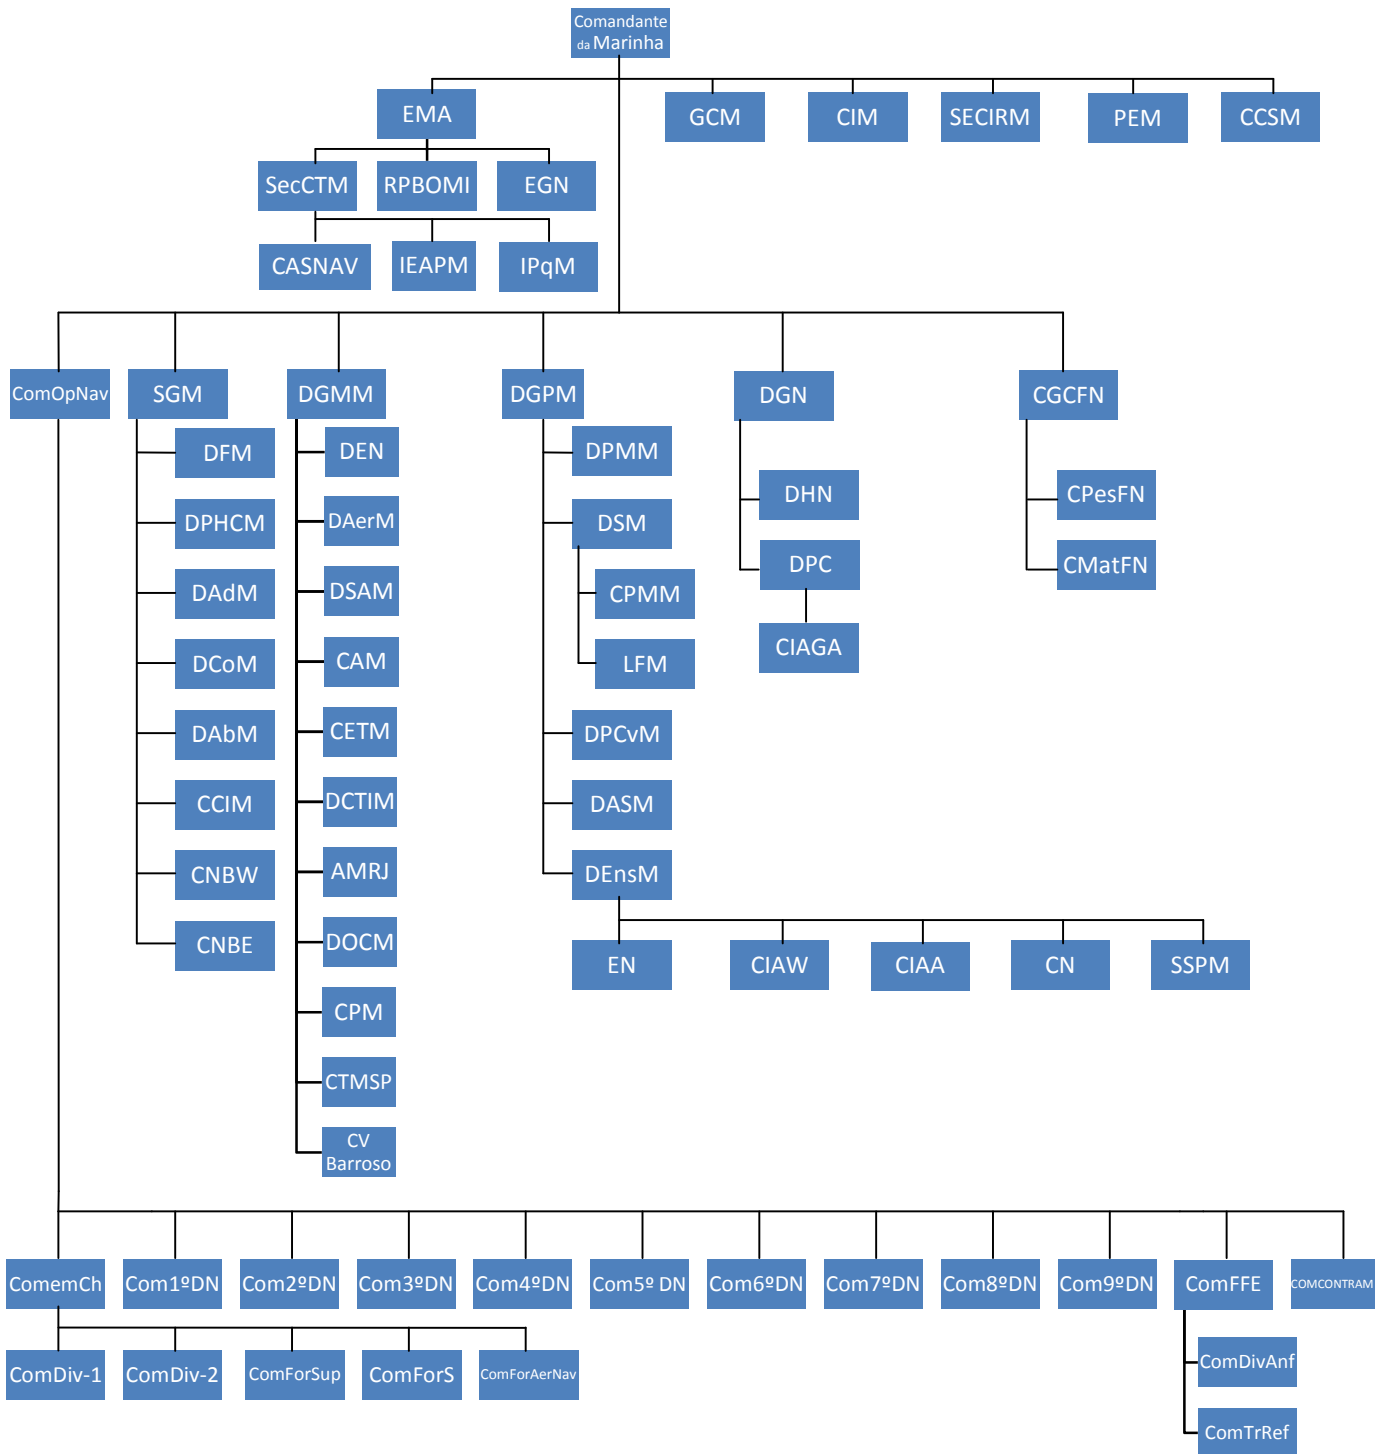 Comandante
da Marinha
EMA
GCM
CIM
SECIRM
PEM
CCSM
SecCTM
RPBOMI
EGN
CASNAV
IEAPM
IPqM
ComOpNav
SGM
DGMM
DGPM
DGN
CGCFN
DFM
DPHCM
DAdM
DCoM
DAbM
CCIM
CNBW
CNBE
DEN
DAerM
DSAM
CAM
CETM
DCTIM
AMRJ
DOCM
CPM
CTMSP
CV
Barroso
DPMM
DSM
CPMM
LFM
DPCvM
DASM
DEnsM
EN
CIAW
CIAA
CN
SSPM
DHN
DPC
CIAGA
CPesFN
CMatFN
ComemCh
Com1ºDN
Com2ºDN
Com3ºDN
Com4ºDN
Com5º DN
Com6ºDN
Com7ºDN
Com8ºDN
Com9ºDN
ComFFE
COMCONTRAM
ComDiv-1
ComDiv-2
ComForSup
ComForS
ComForAerNav
ComDivAnf
ComTrRef